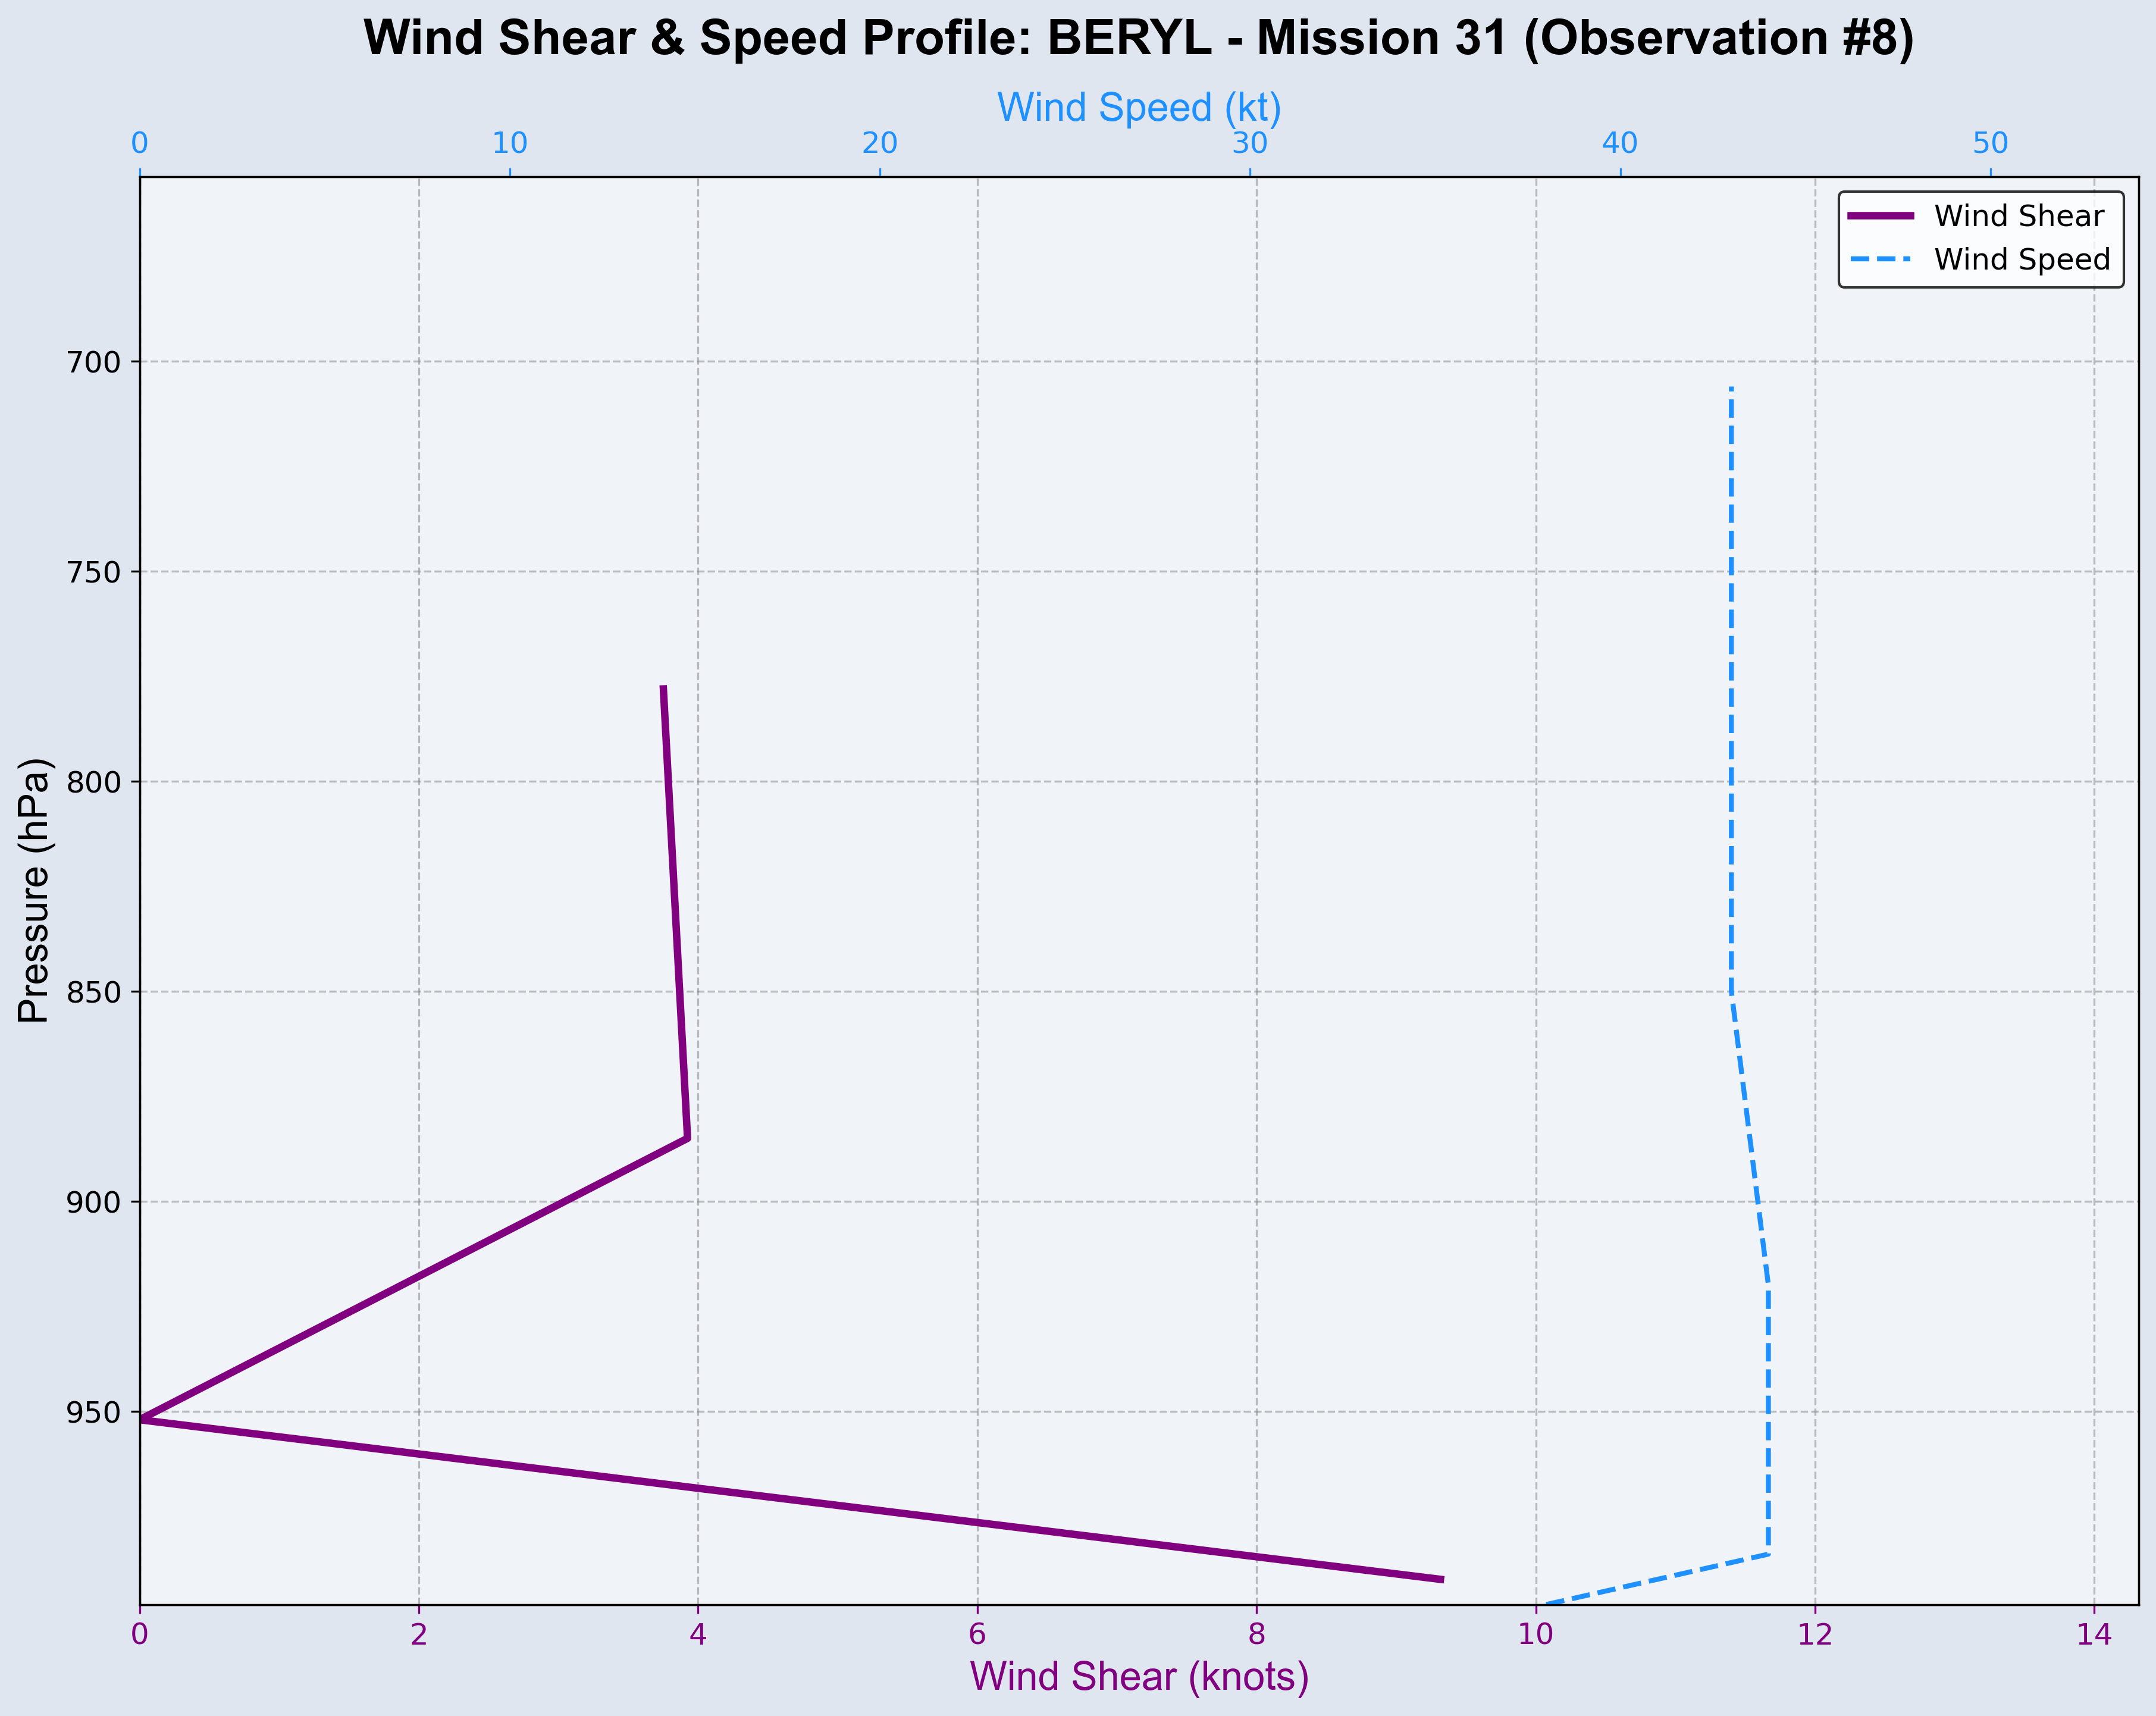 Wind Shear & Speed Profile: BERYL - Mission 31 (Observation #8)
Wind Speed (kt)
0 10 20 30 40 50
Wind Shear
Wind Speed
700
750
800
850
900
950
Pressure (hPa)
0 2 4 6 8 10 12 14
Wind Shear (knots)